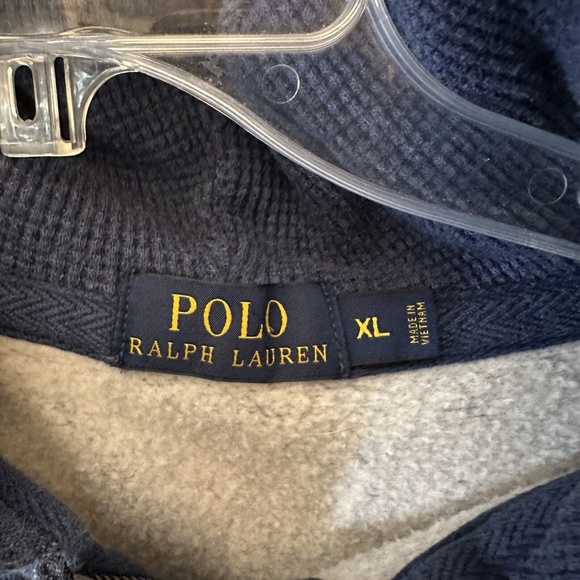 POLO
RALPH LAUREN
XL
MADE IN
VIETNAM